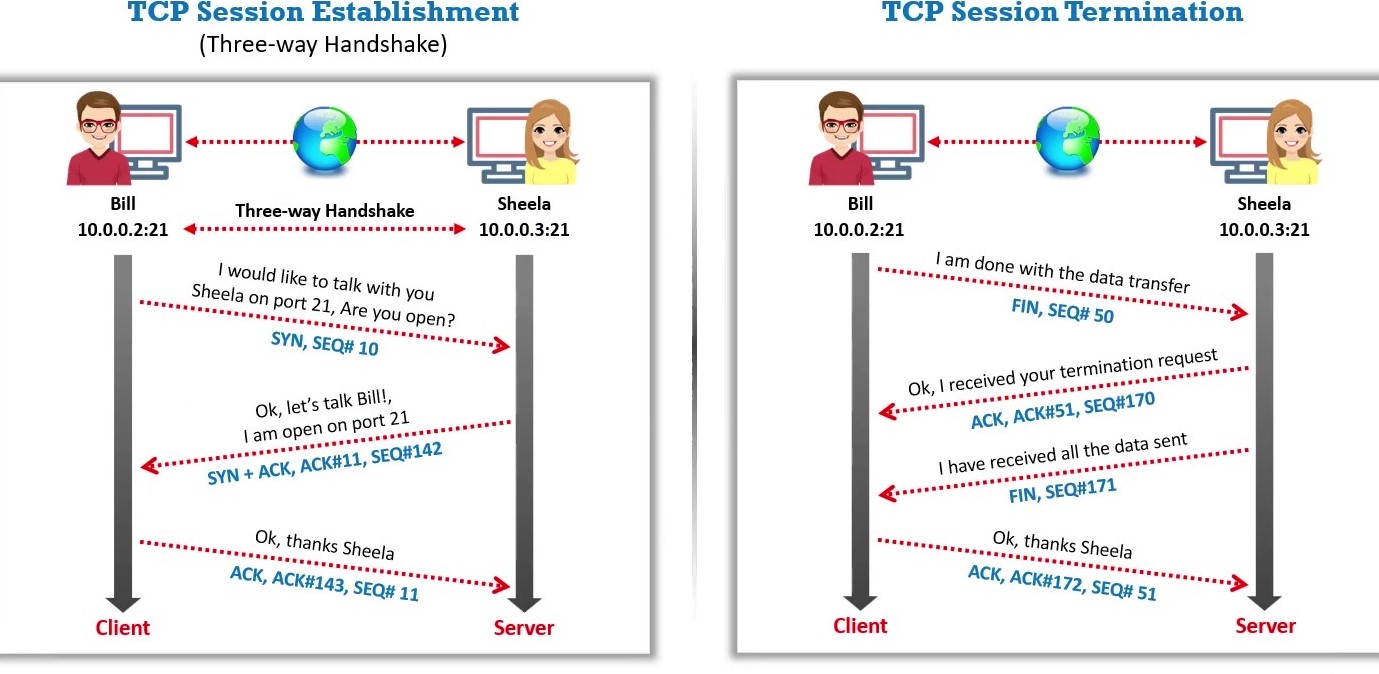 TCP Session Establishment
(Three-way Handshake)
Bill
10.0.0.2:21
Three-way Handshake
Sheela
10.0.0.3:21
I would like to talk with you
Sheela on port 21, Are you open?
SYN, SEQ# 10
Ok, let's talk Bill!,
I am open on port 21
SYN + ACK, ACK#11, SEQ#142
Ok, thanks Sheela
ACK, ACK#143, SEQ# 11
Client
Server
TCP Session Termination
Bill
10.0.0.2:21
Sheela
10.0.0.3:21
I am done with the data transfer
FIN, SEQ# 50
Ok, I received your termination request
ACK, ACK#51, SEQ#170
I have received all the data sent
FIN, SEQ#171
Ok, thanks Sheela
ACK, ACK#172, SEQ# 51
Client
Server